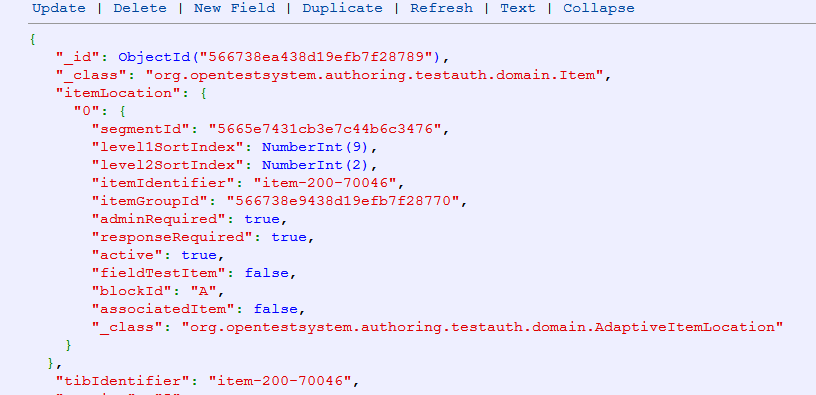 Update | Delete | New Field | Duplicate | Refresh | Text | Collapse
{
"_id": ObjectId("566738ea438d19efb7f28789"),
"_class": "org.opentestsystem.authoring.testauth.domain.Item",
"itemLocation": {
"0": {
"segmentId": "5665e7431cb3e7c44b6c3476",
"level1SortIndex": NumberInt(9),
"level2SortIndex": NumberInt(2),
"itemIdentifier": "item-200-70046",
"itemGroupId": "566738e9438d19efb7f28770",
"adminRequired": true,
"responseRequired": true,
"active": true,
"fieldTestItem": false,
"blockId": "A",
"associatedItem": false,
"_class": "org.opentestsystem.authoring.testauth.domain.AdaptiveItemLocation"
}
},
"tibIdentifier": "item-200-70046",